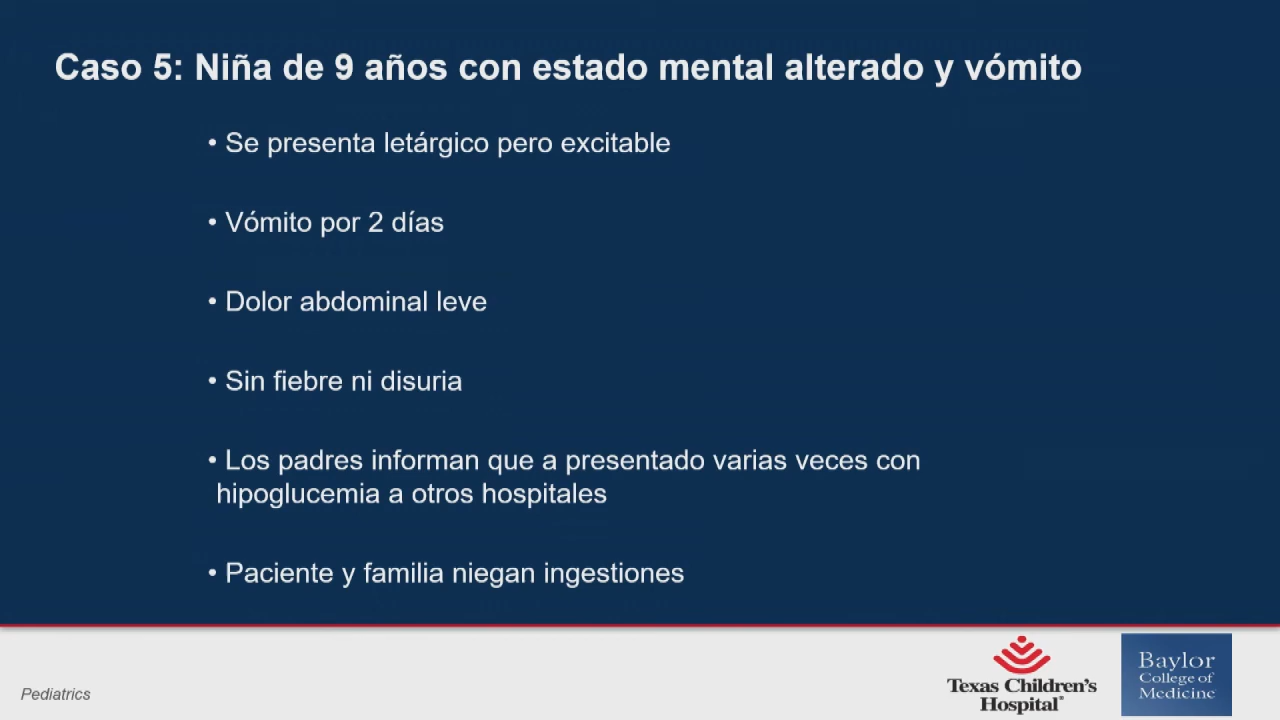 Caso 5: Niña de 9 años con estado mental alterado y vómito
• Se presenta letárgico pero excitable
• Vómito por 2 días
• Dolor abdominal leve
• Sin fiebre ni disuria
• Los padres informan que a presentado varias veces con
hipoglucemia a otros hospitales
• Paciente y familia niegan ingestiones
Pediatrics
Texas Children's
Hospital®
Baylor
College of
Medicine